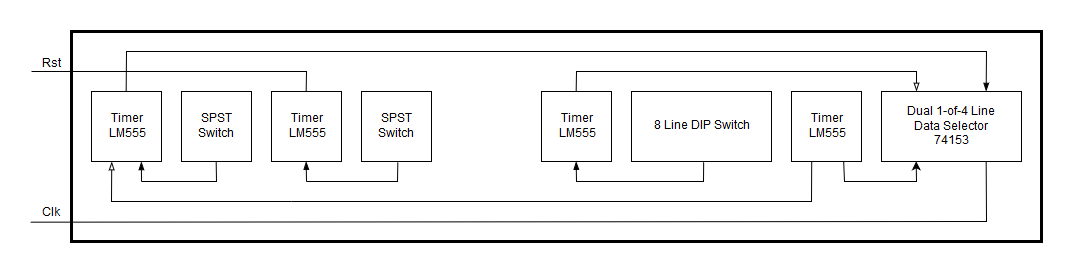 Rst
Timer
LM555
SPST
Switch
Timer
LM555
SPST
Switch
Timer
LM555
8 Line DIP Switch
Timer
LM555
Dual 1-of-4 Line
Data Selector
74153
Clk